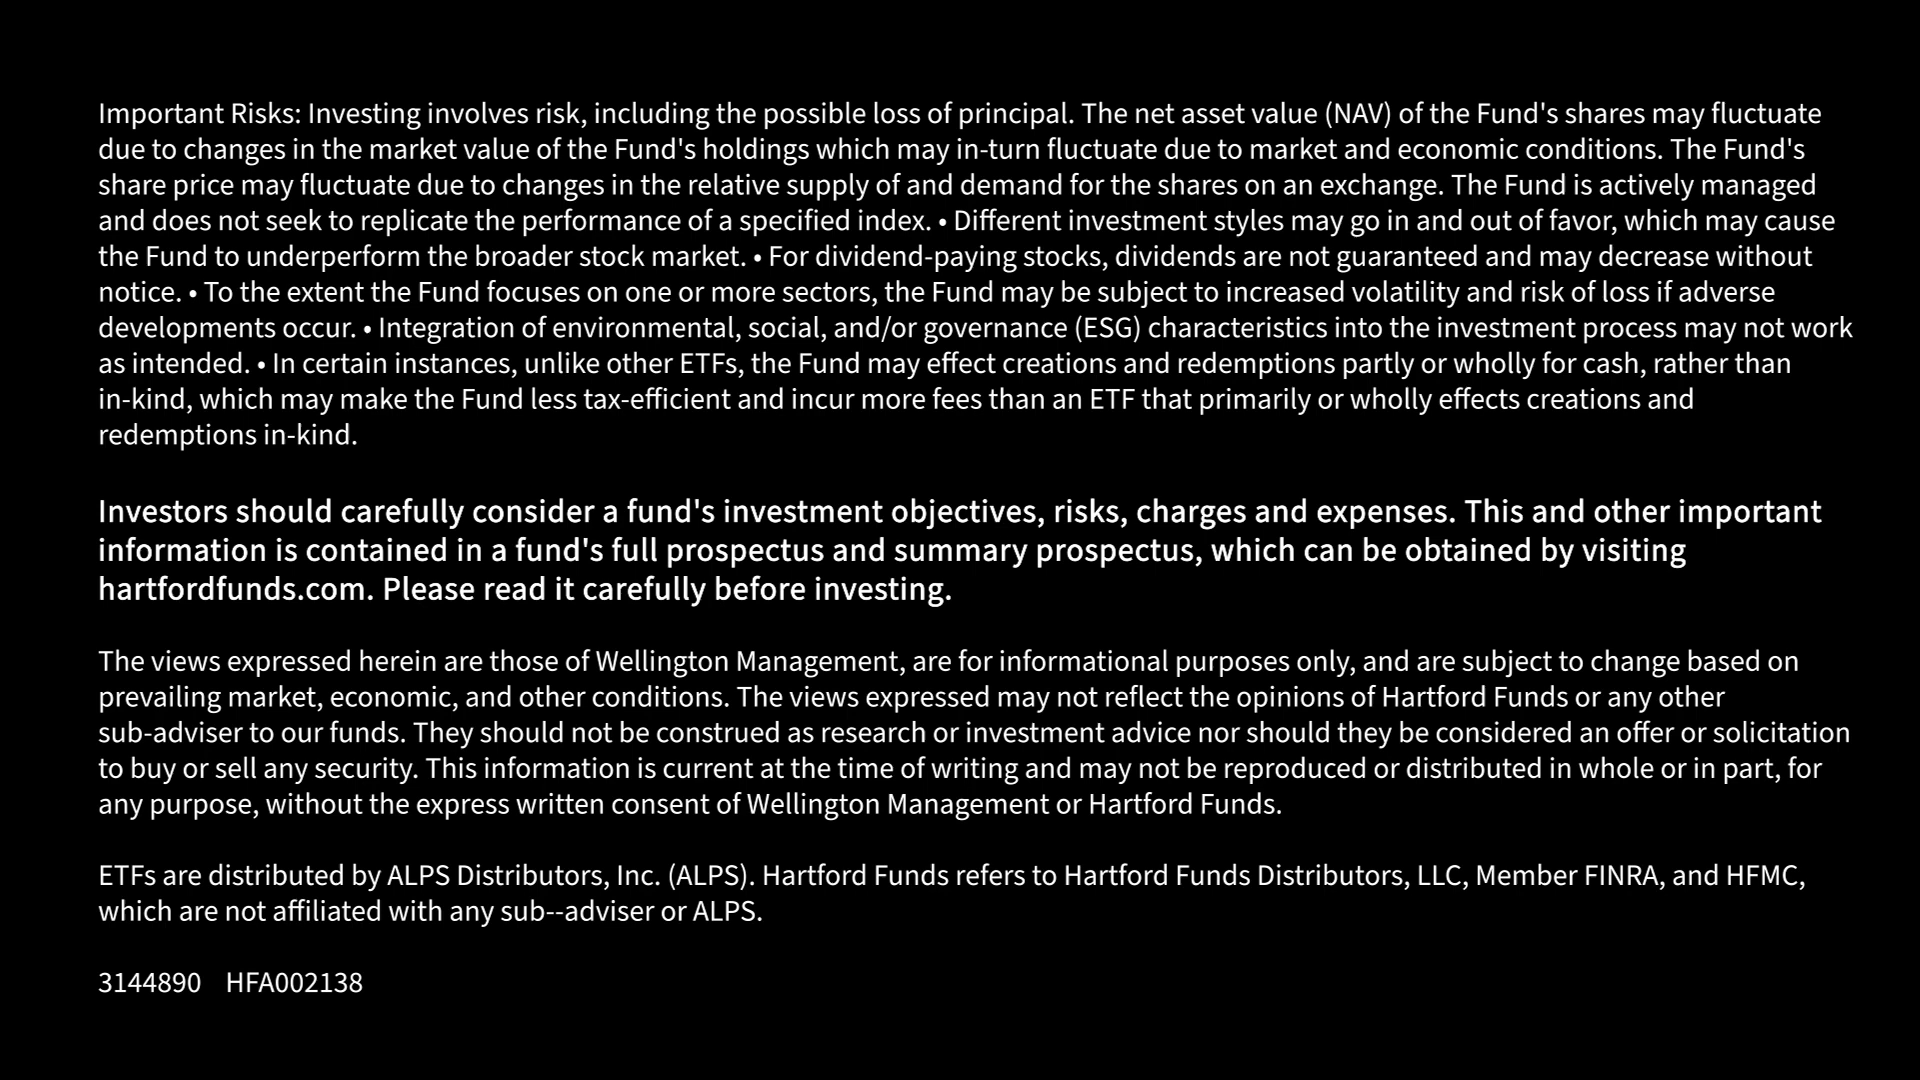 Important Risks: Investing involves risk, including the possible loss of principal. The net asset value (NAV) of the Fund's shares may fluctuate
due to changes in the market value of the Fund's holdings which may in-turn fluctuate due to market and economic conditions. The Fund's
share price may fluctuate due to changes in the relative supply of and demand for the shares on an exchange. The Fund is actively managed
and does not seek to replicate the performance of a specified index. • Different investment styles may go in and out of favor, which may cause
the Fund to underperform the broader stock market. • For dividend-paying stocks, dividends are not guaranteed and may decrease without
notice. • To the extent the Fund focuses on one or more sectors, the Fund may be subject to increased volatility and risk of loss if adverse
developments occur. • Integration of environmental, social, and/or governance (ESG) characteristics into the investment process may not work
as intended. • In certain instances, unlike other ETFs, the Fund may effect creations and redemptions partly or wholly for cash, rather than
in-kind, which may make the Fund less tax-efficient and incur more fees than an ETF that primarily or wholly effects creations and
redemptions in-kind.
Investors should carefully consider a fund's investment objectives, risks, charges and expenses. This and other important
information is contained in a fund's full prospectus and summary prospectus, which can be obtained by visiting
hartfordfunds.com. Please read it carefully before investing.
The views expressed herein are those of Wellington Management, are for informational purposes only, and are subject to change based on
prevailing market, economic, and other conditions. The views expressed may not reflect the opinions of Hartford Funds or any other
sub-adviser to our funds. They should not be construed as research or investment advice nor should they be considered an offer or solicitation
to buy or sell any security. This information is current at the time of writing and may not be reproduced or distributed in whole or in part, for
any purpose, without the express written consent of Wellington Management or Hartford Funds.
ETFs are distributed by ALPS Distributors, Inc. (ALPS). Hartford Funds refers to Hartford Funds Distributors, LLC, Member FINRA, and HFMC,
which are not affiliated with any sub--adviser or ALPS.
3144890 HFA002138